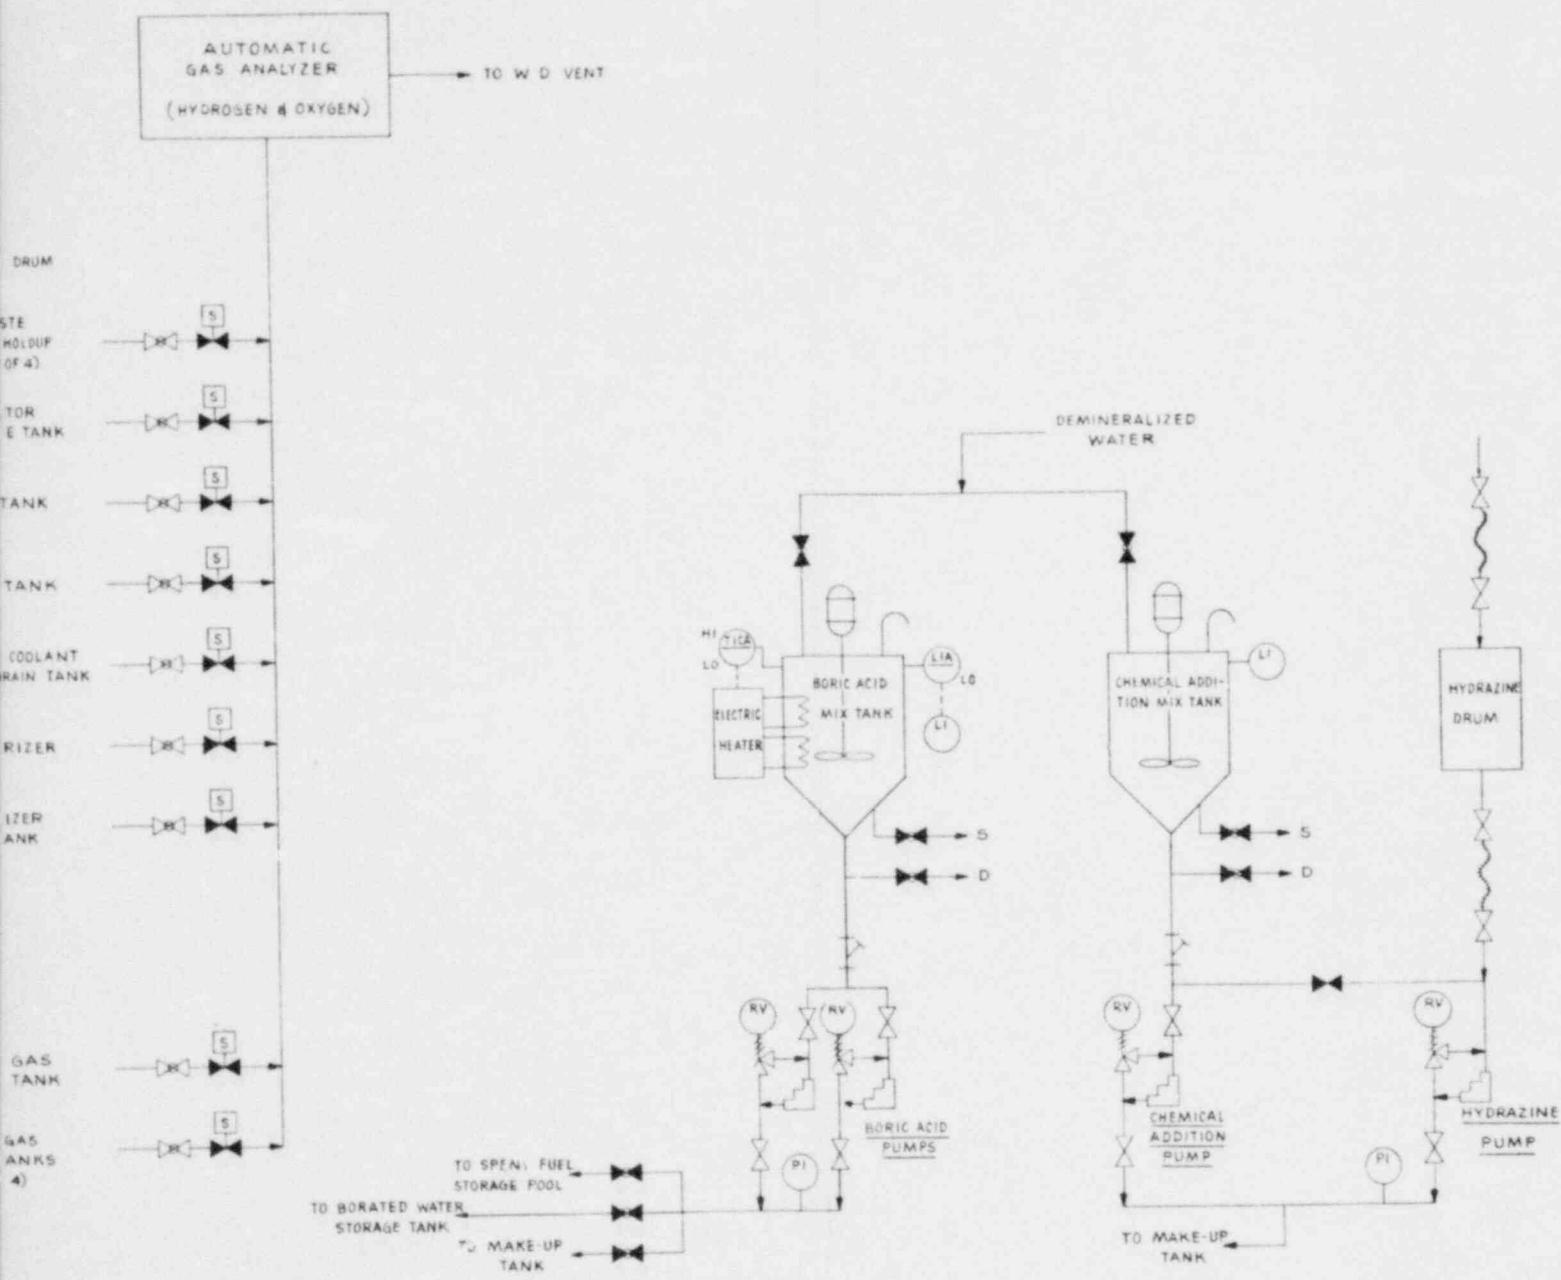 AUTOMATIC
GAS ANALYZER
(HYDROGEN & OXYGEN)
TO W D VENT
DRUM
STE
HOLDUP
OF 4)
S
TOR
E TANK
S
TANK
S
TANK
S
COOLANT
RAIN TANK
S
RIZER
S
IZER
ANK
S
GAS
TANK
S
GAS
ANKS
4)
S
DEMINERALIZED
WATER
HI
TICA
LO
ELECTRIC
HEATER
BORIC ACID
MIX TANK
LIA
LO
LI
S
D
RV
RV
BORIC ACID
PUMPS
PI
TO SPENT FUEL
STORAGE POOL
TO BORATED WATER
STORAGE TANK
TO MAKE-UP
TANK
CHEMICAL ADDI-
TION MIX TANK
LI
S
D
RV
CHEMICAL
ADDITION
PUMP
HYDRAZINE
DRUM
RV
HYDRAZINE
PUMP
PI
TO MAKE-UP
TANK